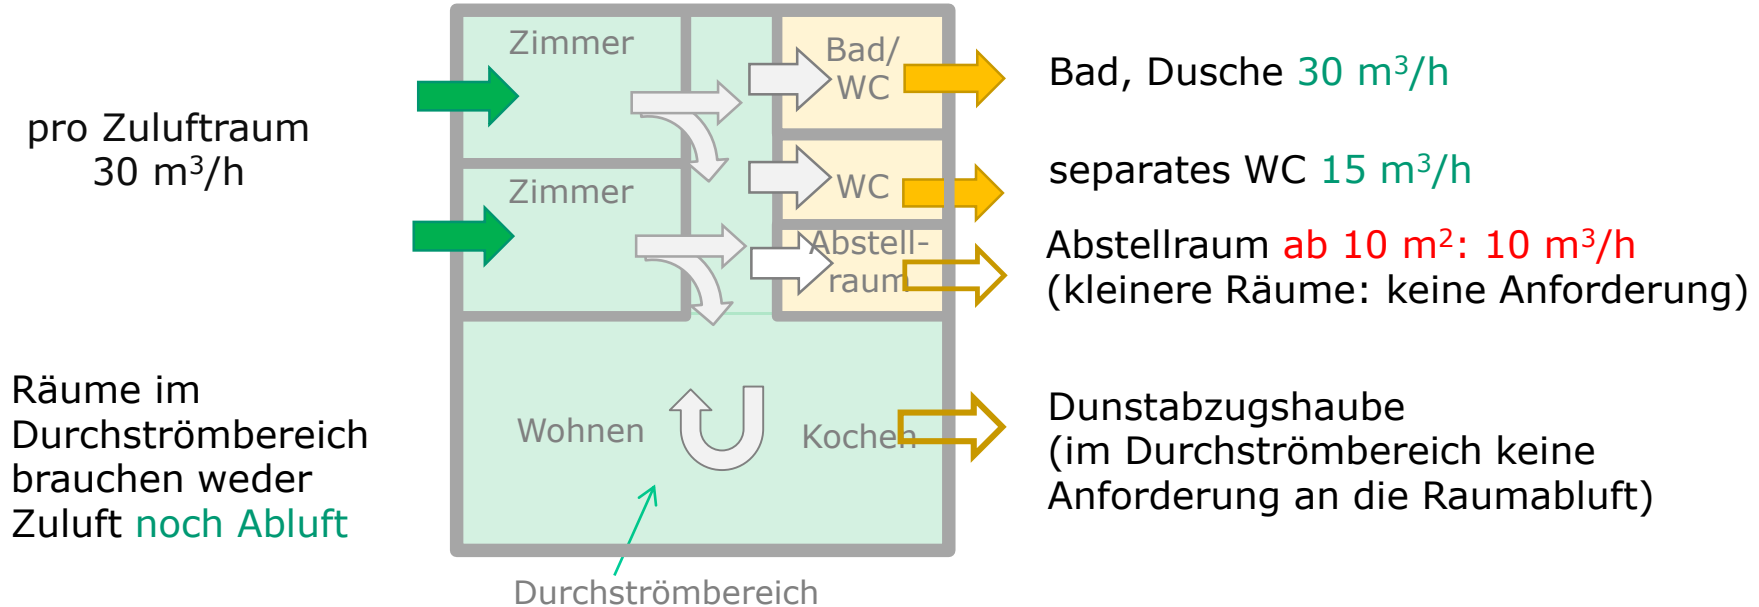 pro Zuluftraum
30 m³/h
Räume im
Durchströmbereich
brauchen weder
Zuluft noch Abluft
Zimmer
Zimmer
Bad/
WC
WC
Abstell-
raum
Wohnen
Kochen
Durchströmbereich
Bad, Dusche 30 m³/h
separates WC 15 m³/h
Abstellraum ab 10 m²: 10 m³/h
(kleinere Räume: keine Anforderung)
Dunstabzugshaube
(im Durchströmbereich keine
Anforderung an die Raumabluft)